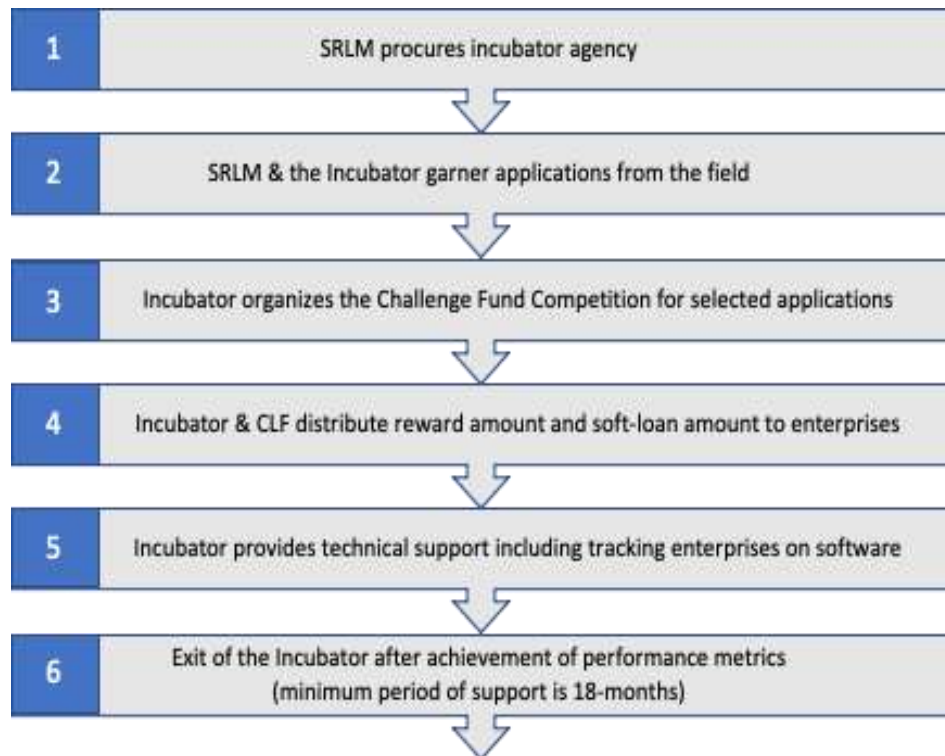 1
SRLM procures incubator agency
2
SRLM & the Incubator garner applications from the field
3
Incubator organizes the Challenge Fund Competition for selected applications
4
Incubator & CLF distribute reward amount and soft-loan amount to enterprises
5
Incubator provides technical support including tracking enterprises on software
6
Exit of the Incubator after achievement of performance metrics
(minimum period of support is 18-months)